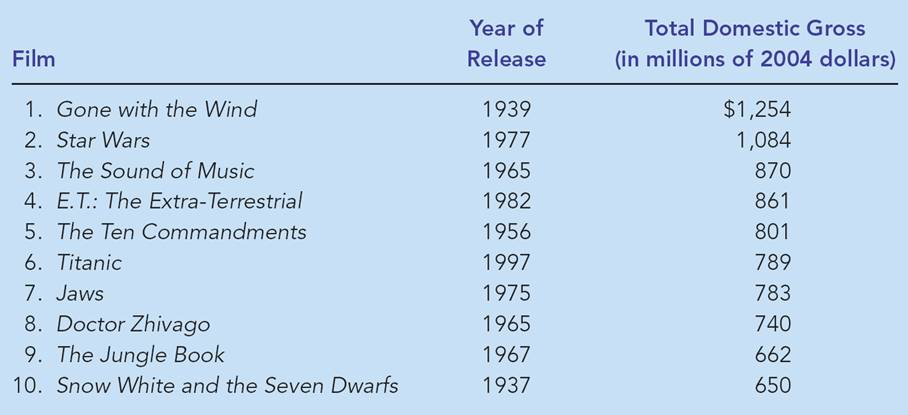 Film Year of Release Total Domestic Gross (in millions of 2004 dollars)
1. Gone with the Wind 1939 $1,254
2. Star Wars 1977 1,084
3. The Sound of Music 1965 870
4. E.T.: The Extra-Terrestrial 1982 861
5. The Ten Commandments 1956 801
6. Titanic 1997 789
7. Jaws 1975 783
8. Doctor Zhivago 1965 740
9. The Jungle Book 1967 662
10. Snow White and the Seven Dwarfs 1937 650